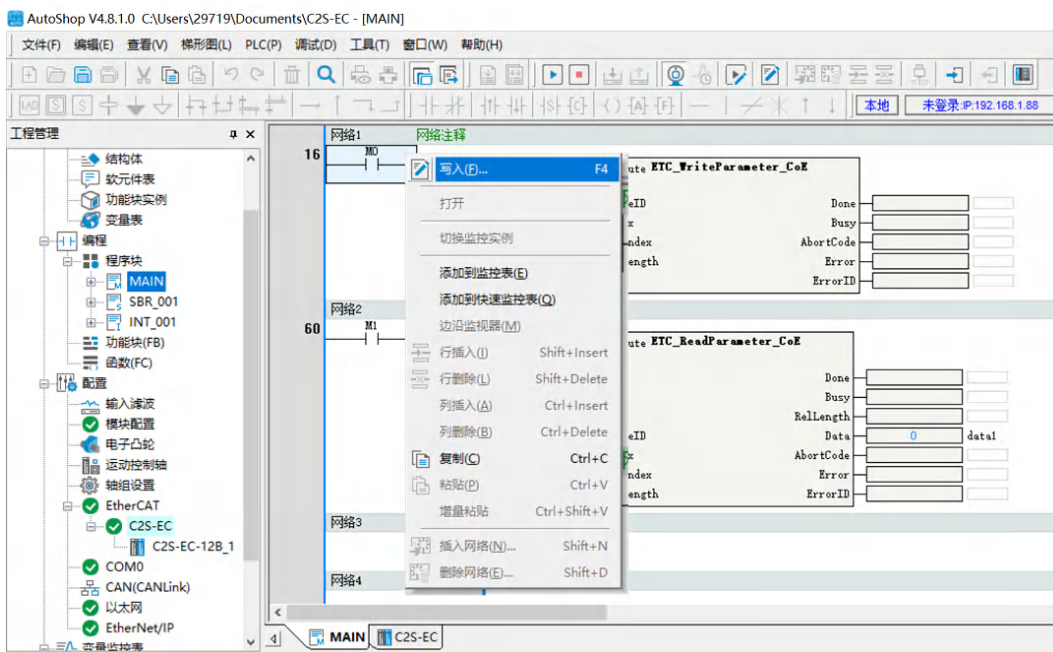 AutoShop V4.8.1.0 C:\Users\29719\Documents\C2S-EC - [MAIN]
文件(F) 编辑(E) 查看(V) 梯形图(L) PLC(P) 调试(D) 工具(T) 窗口(W) 帮助(H)
本地 未登录:IP:192.168.1.88
工程管理
结构体
软元件表
功能块实例
变量表
编程
程序块
MAIN
SBR_001
INT_001
功能块(FB)
函数(FC)
配置
输入滤波
模块配置
电子凸轮
运动控制轴
轴组设置
EtherCAT
C2S-EC
C2S-EC-12B_1
COM0
CAN(CANLink)
以太网
EtherNet/IP
变量监控表
网络1 网络注释
16 M0
ute ETC_WriteParameter_CoE
eID Done
x Busy
ndex AbortCode
ength Error
ErrorID
网络2
60 M1
ute ETC_ReadParameter_CoE
Done
Busy
RelLength
eID Data 0 data1
x AbortCode
ndex Error
ength ErrorID
网络3
网络4
写入(F)... F4
打开
切换监控实例
添加到监控表(E)
添加到快速监控表(Q)
边沿监视器(M)
行插入(I) Shift+Insert
行删除(L) Shift+Delete
列插入(A) Ctrl+Insert
列删除(B) Ctrl+Delete
复制(C) Ctrl+C
粘贴(P) Ctrl+V
增量粘贴 Ctrl+Shift+V
插入网络(N)... Shift+N
删除网络(E)... Shift+D
MAIN C2S-EC